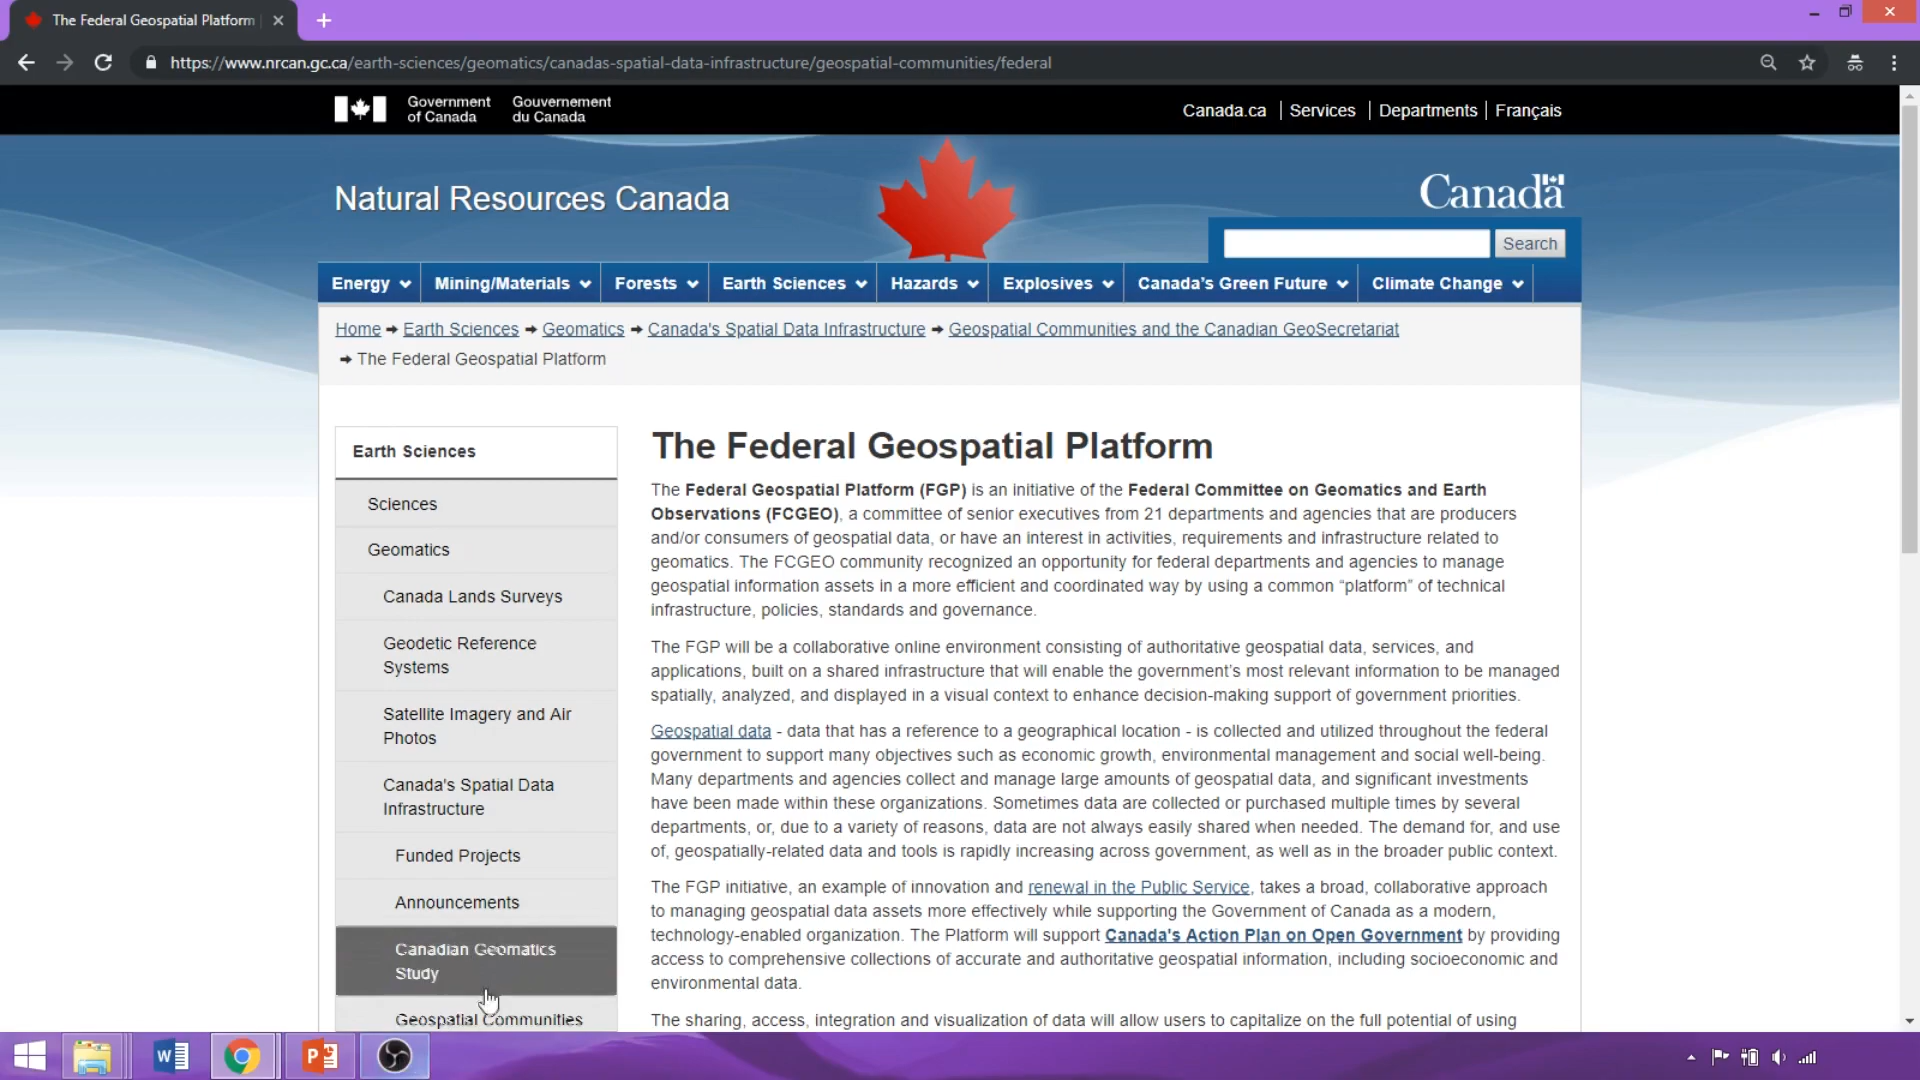 The Federal Geospatial Platform
https://www.nrcan.gc.ca/earth-sciences/geomatics/canadas-spatial-data-infrastructure/geospatial-communities/federal
Government of Canada
Gouvernement du Canada
Canada.ca | Services | Departments | Français
Natural Resources Canada
Canada
Search
Energy Mining/Materials Forests Earth Sciences Hazards Explosives Canada's Green Future Climate Change
Home → Earth Sciences → Geomatics → Canada's Spatial Data Infrastructure → Geospatial Communities and the Canadian GeoSecretariat
→ The Federal Geospatial Platform
Earth Sciences
Sciences
Geomatics
Canada Lands Surveys
Geodetic Reference
Systems
Satellite Imagery and Air
Photos
Canada's Spatial Data
Infrastructure
Funded Projects
Announcements
Canadian Geomatics
Study
Geospatial Communities
The Federal Geospatial Platform
The Federal Geospatial Platform (FGP) is an initiative of the Federal Committee on Geomatics and Earth
Observations (FCGEO), a committee of senior executives from 21 departments and agencies that are producers
and/or consumers of geospatial data, or have an interest in activities, requirements and infrastructure related to
geomatics. The FCGEO community recognized an opportunity for federal departments and agencies to manage
geospatial information assets in a more efficient and coordinated way by using a common “platform” of technical
infrastructure, policies, standards and governance.
The FGP will be a collaborative online environment consisting of authoritative geospatial data, services, and
applications, built on a shared infrastructure that will enable the government’s most relevant information to be managed
spatially, analyzed, and displayed in a visual context to enhance decision-making support of government priorities.
Geospatial data - data that has a reference to a geographical location - is collected and utilized throughout the federal
government to support many objectives such as economic growth, environmental management and social well-being.
Many departments and agencies collect and manage large amounts of geospatial data, and significant investments
have been made within these organizations. Sometimes data are collected or purchased multiple times by several
departments, or, due to a variety of reasons, data are not always easily shared when needed. The demand for, and use
of, geospatially-related data and tools is rapidly increasing across government, as well as in the broader public context.
The FGP initiative, an example of innovation and renewal in the Public Service, takes a broad, collaborative approach
to managing geospatial data assets more effectively while supporting the Government of Canada as a modern,
technology-enabled organization. The Platform will support Canada's Action Plan on Open Government by providing
access to comprehensive collections of accurate and authoritative geospatial information, including socioeconomic and
environmental data.
The sharing, access, integration and visualization of data will allow users to capitalize on the full potential of using